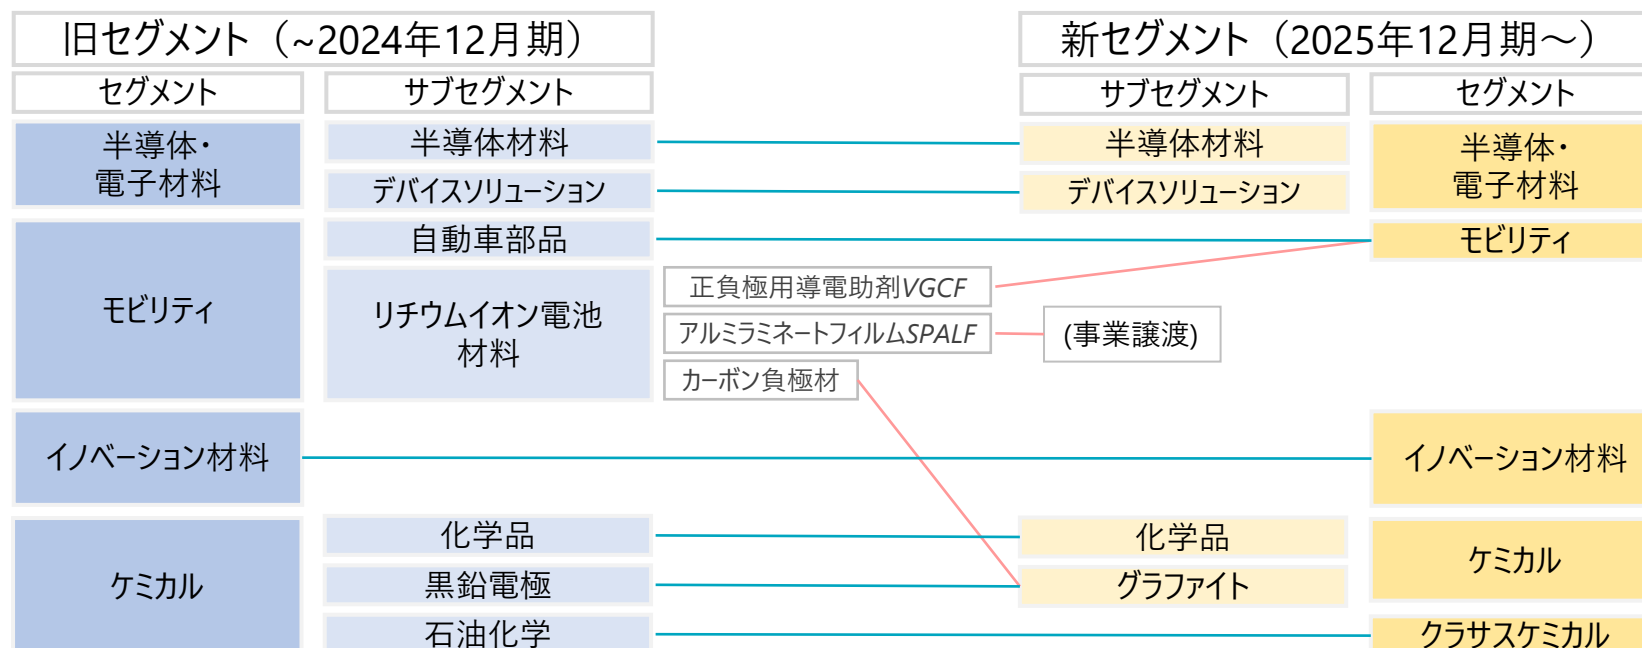 旧セグメント（~2024年12月期）
新セグメント（2025年12月期～）
セグメント
サブセグメント
サブセグメント
セグメント
半導体・
電子材料
半導体材料
デバイスソリューション
半導体材料
デバイスソリューション
半導体・
電子材料
モビリティ
自動車部品
モビリティ
リチウムイオン電池
材料
正負極用導電助剤VGCF
アルミラミネートフィルムSPALF
(事業譲渡)
カーボン負極材
イノベーション材料
イノベーション材料
ケミカル
化学品
黒鉛電極
石油化学
化学品
グラファイト
ケミカル
クラサスケミカル